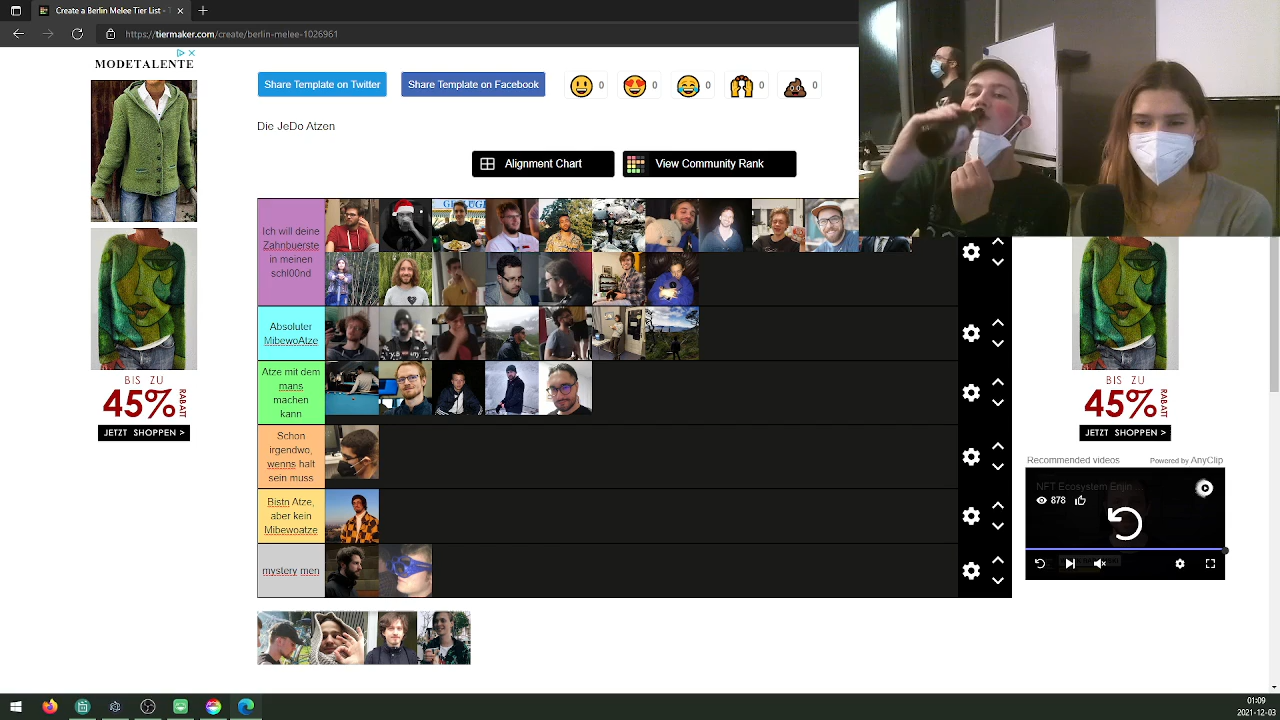 Create a Berlin Melee Tier List - T
https://tiermaker.com/create/berlin-melee-1026961
MODETALENTE
Share Template on Twitter
Share Template on Facebook
0
0
0
0
0
Die JeDo Atzen
Alignment Chart
View Community Rank
Ich will deine
Zahnbuerste
in meinen
schl00nd
Absoluter
MibewoAtze
Atze mit dem
mans
machen
kann
Schon
irgendwo,
wenns halt
sein muss
Bistn Atze,
aber kein
Mibewoatze
mystery men
BIS ZU
45%
RABATT
JETZT SHOPPEN >
BIS ZU
45%
RABATT
JETZT SHOPPEN >
Recommended videos
Powered by AnyClip
NFT Ecosystem Enjin
878
01:09
2021-12-03